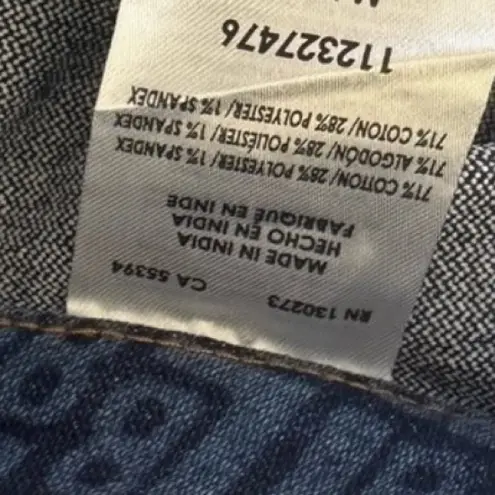 RN 130273 CA 55394
MADE IN INDIA
HECHO EN INDIA
FABRIQUÉ EN INDE
71% COTTON/ 28% POLYESTER/ 1% SPANDEX
71% ALGODÓN/ 28% POLIÉSTER/ 1% SPANDEX
71% COTON/ 28% POLYESTER/ 1% SPANDEX
112327476